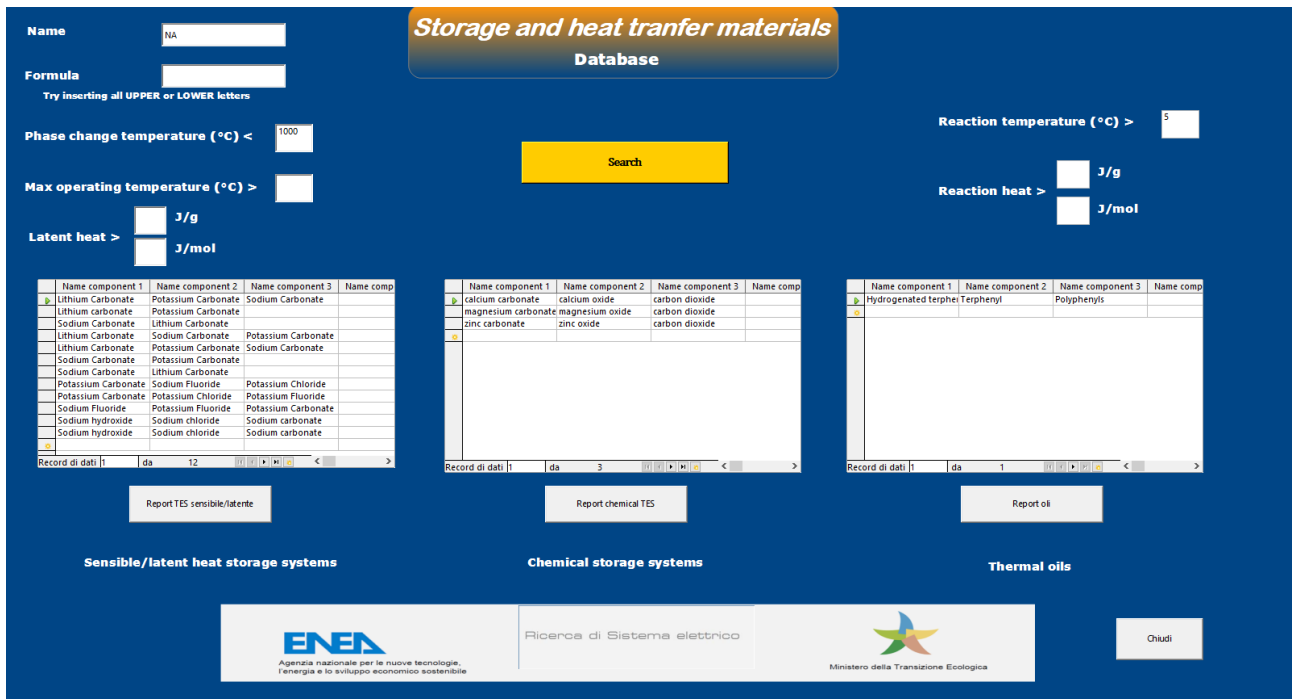 Storage and heat tranfer materials
Database
Name NA
Formula
Try inserting all UPPER or LOWER letters
Phase change temperature (°C) < 1000
Max operating temperature (°C) >
Latent heat >
J/g
J/mol
Search
Reaction temperature (°C) > 5
Reaction heat >
J/g
J/mol
Name component 1 Name component 2 Name component 3 Name comp
Lithium Carbonate Potassium Carbonate Sodium Carbonate
Lithium carbonate Potassium Carbonate
Sodium Carbonate Lithium Carbonate
Lithium Carbonate Sodium Carbonate Potassium Carbonate
Lithium Carbonate Potassium Carbonate Sodium Carbonate
Sodium Carbonate Potassium Carbonate
Sodium Carbonate Lithium Carbonate
Potassium Carbonate Sodium Fluoride Potassium Chloride
Potassium Carbonate Potassium Chloride Potassium Fluoride
Sodium Fluoride Potassium Fluoride Potassium Carbonate
Sodium hydroxide Sodium chloride Sodium carbonate
Sodium hydroxide Sodium chloride Sodium carbonate
Record di dati 1 da 12
Report TES sensibile/latente
Sensible/latent heat storage systems
Name component 1 Name component 2 Name component 3 Name comp
calcium carbonate calcium oxide carbon dioxide
magnesium carbonate magnesium oxide carbon dioxide
zinc carbonate zinc oxide carbon dioxide
Record di dati 1 da 3
Report chemical TES
Chemical storage systems
Name component 1 Name component 2 Name component 3 Name comp
Hydrogenated terpher Terphenyl Polyphenyls
Record di dati 1 da 1
Report oli
Thermal oils
ENEA
Agenzia nazionale per le nuove tecnologie,
l'energia e lo sviluppo economico sostenibile
Ricerca di Sistema elettrico
Ministero della Transizione Ecologica
Chiudi